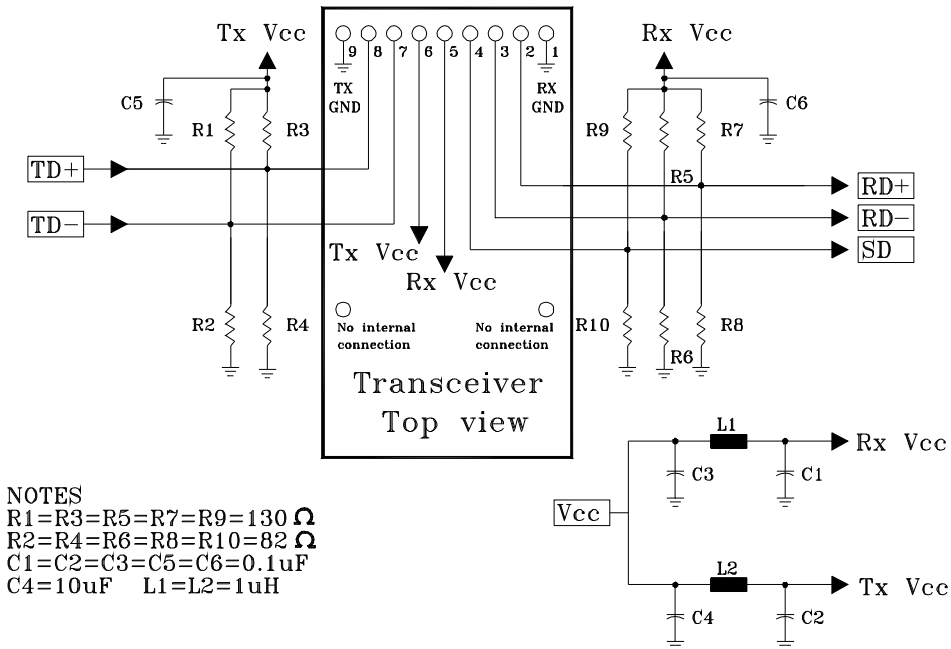 Tx Vcc
Rx Vcc
9 8 7 6 5 4 3 2 1
TX
GND
RX
GND
C5
R1
R3
R9
R7
C6
TD+
R5
RD+
TD-
RD-
SD
Tx Vcc
Rx Vcc
R2
R4
No internal
connection
No internal
connection
R10
R8
R6
Transceiver
Top view
L1
Rx Vcc
C3
C1
Vcc
L2
Tx Vcc
C4
C2
NOTES
R1=R3=R5=R7=R9=130 Ω
R2=R4=R6=R8=R10=82 Ω
C1=C2=C3=C5=C6=0.1uF
C4=10uF L1=L2=1uH